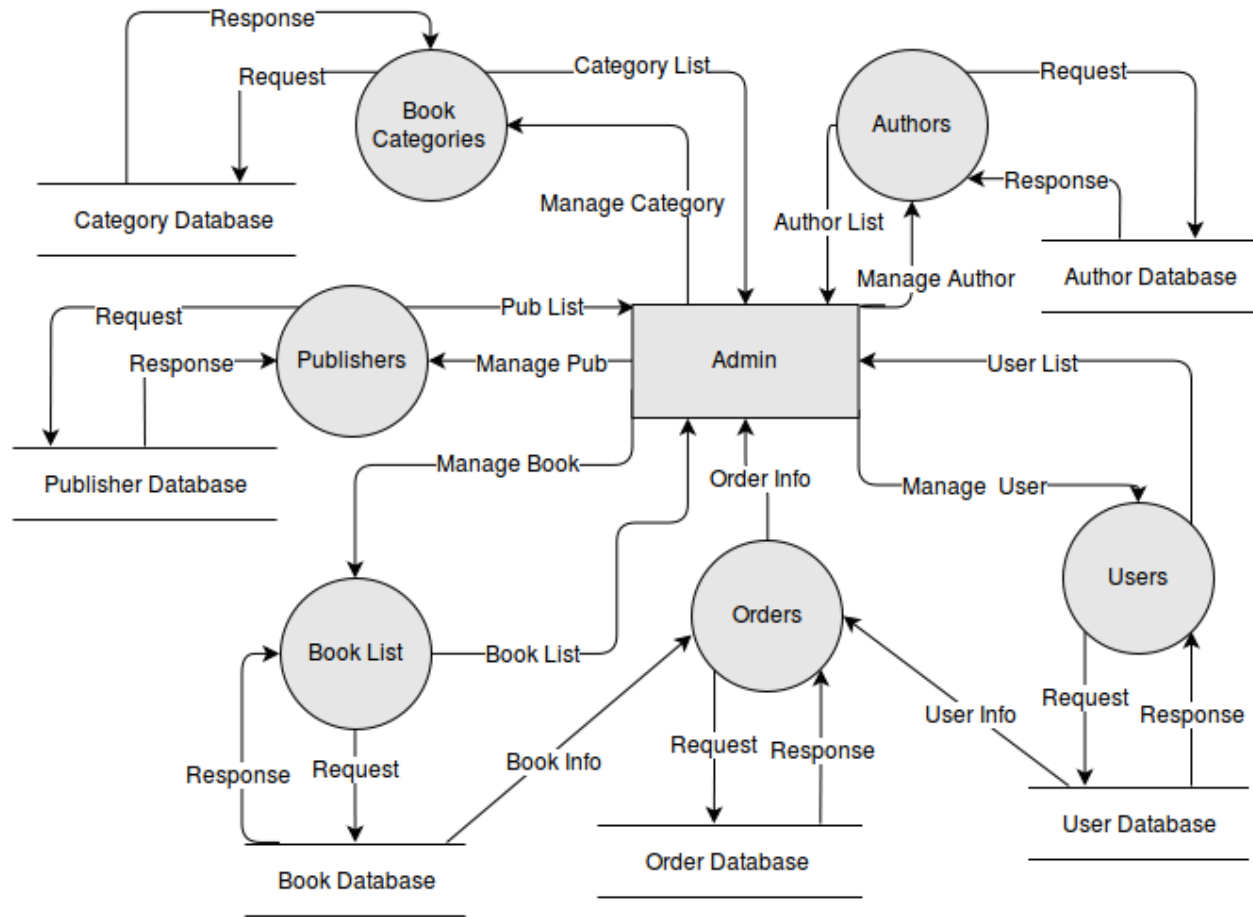 Response
Request
Category List
Request
Book
Categories
Authors
Response
Manage Category
Category Database
Author List
Manage Author
Author Database
Request
Pub List
Response
Publishers
Manage Pub
Admin
User List
Manage Book
Publisher Database
Order Info
Manage  User
Users
Orders
Book List
Book List
Request
Response
User Info
Request
Response
Book Info
Response
Request
User Database
Order Database
Book Database